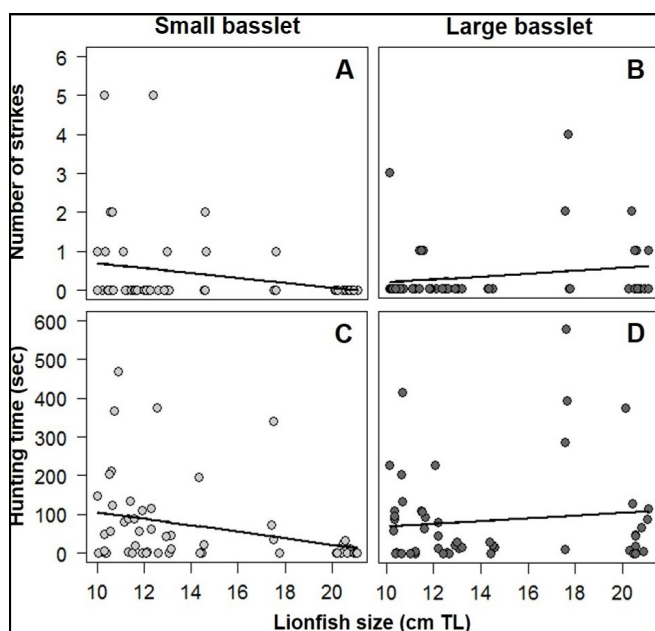 Small basslet Large basslet
A B
Number of strikes
6
5
4
3
2
1
0
C D
Hunting time (sec)
600
500
400
300
200
100
0
10 12 14 16 18 20 10 12 14 16 18 20
Lionfish size (cm TL)